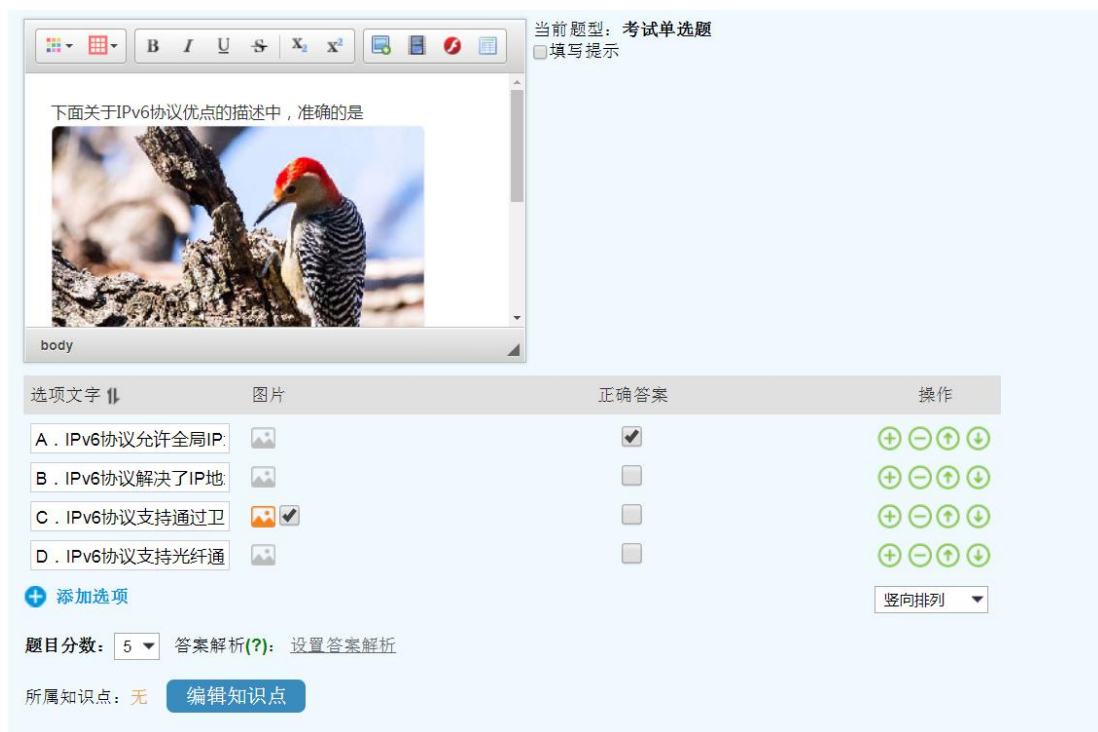 B I U S X₂ X²
当前题型：考试单选题
填写提示
下面关于IPv6协议优点的描述中，准确的是
body
选项文字 图片 正确答案 操作
A．IPv6协议允许全局IP
B．IPv6协议解决了IP地
C．IPv6协议支持通过卫
D．IPv6协议支持光纤通
添加选项 竖向排列
题目分数： 5 答案解析(?)： 设置答案解析
所属知识点：无 编辑知识点